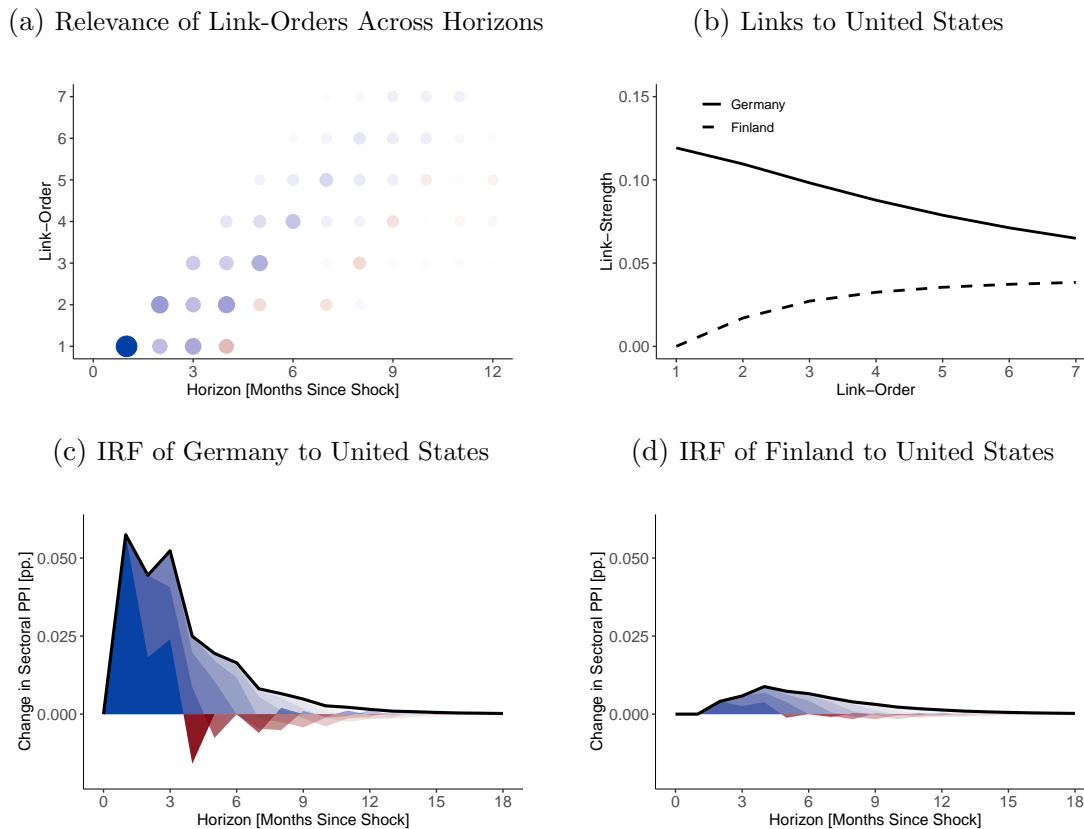 (a) Relevance of Link-Orders Across Horizons
7
6
5
4
3
2
1
Link−Order
0 3 6 9 12
Horizon [Months Since Shock]
(b) Links to United States
0.15
0.10
0.05
0.00
Link−Strength
Germany
Finland
1 2 3 4 5 6 7
Link−Order
(c) IRF of Germany to United States
0.050
0.025
0.000
Change in Sectoral PPI [pp.]
0 3 6 9 12 15 18
Horizon [Months Since Shock]
(d) IRF of Finland to United States
0.050
0.025
0.000
Change in Sectoral PPI [pp.]
0 3 6 9 12 15 18
Horizon [Months Since Shock]